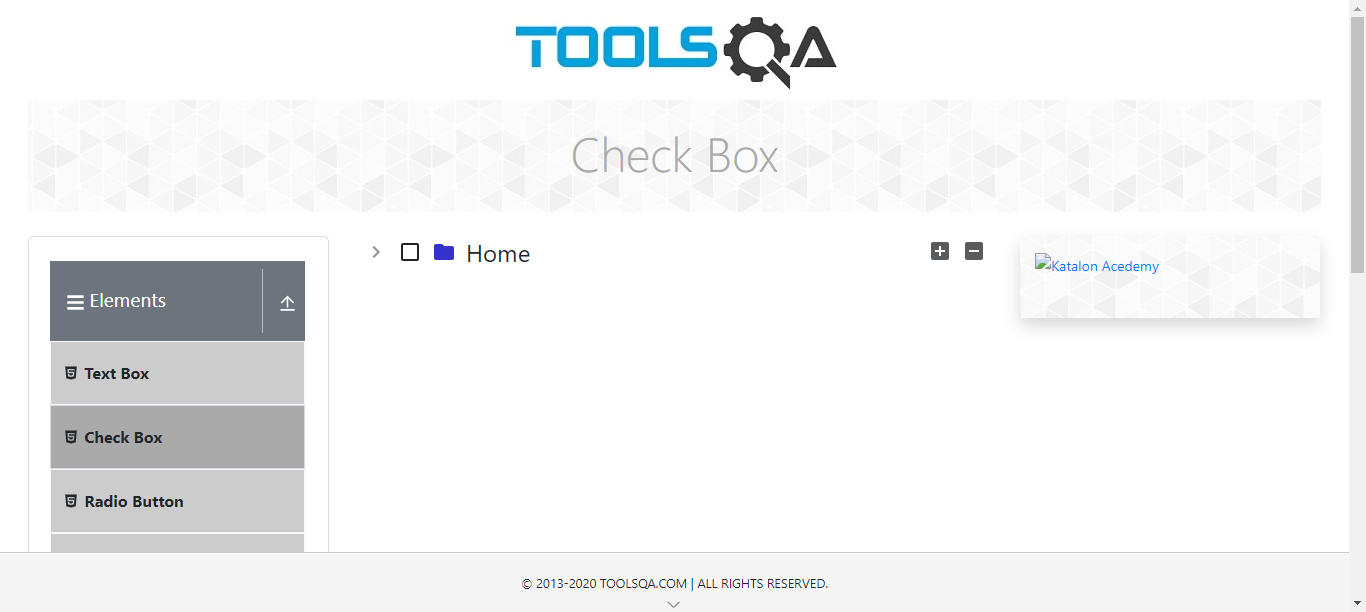 TOOLSQA
Check Box
Elements
Text Box
Check Box
Radio Button
Home
Katalon Acedemy
© 2013-2020 TOOLSQA.COM | ALL RIGHTS RESERVED.